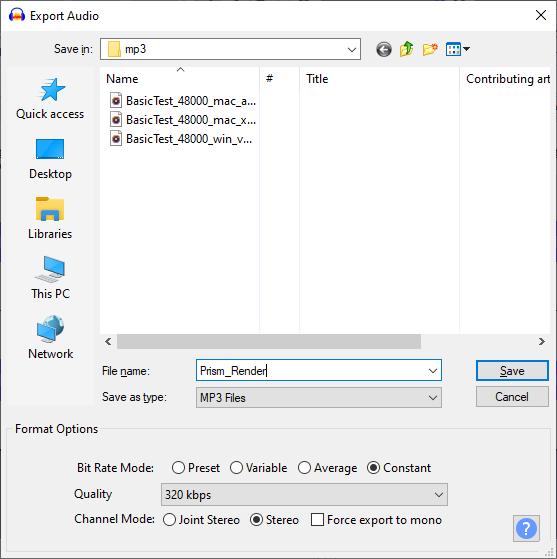 Export Audio
Save in: mp3
Name # Title Contributing art
BasicTest_48000_mac_a...
BasicTest_48000_mac_x...
BasicTest_48000_win_v...
Quick access
Desktop
Libraries
This PC
Network
File name: Prism_Render Save
Save as type: MP3 Files Cancel
Format Options
Bit Rate Mode: Preset Variable Average Constant
Quality 320 kbps
Channel Mode: Joint Stereo Stereo Force export to mono
?